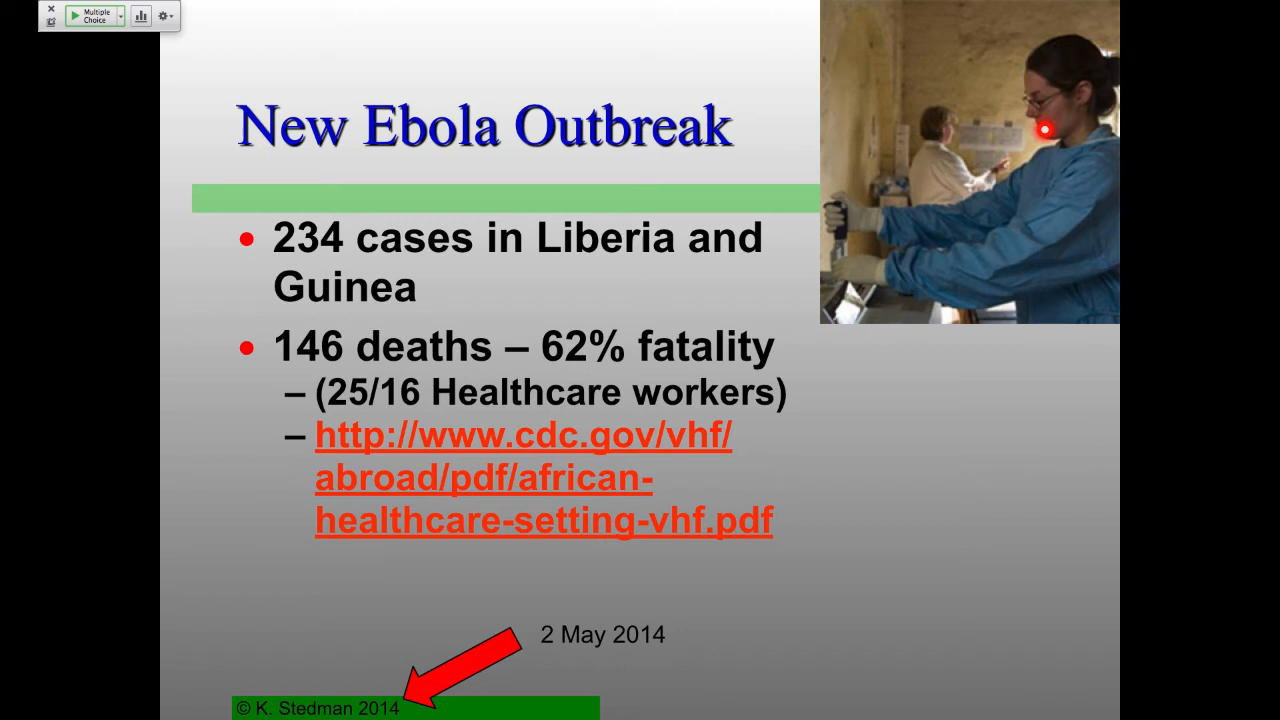 Multiple
Choice
New Ebola Outbreak
• 234 cases in Liberia and
Guinea
• 146 deaths – 62% fatality
– (25/16 Healthcare workers)
– http://www.cdc.gov/vhf/
abroad/pdf/african-
healthcare-setting-vhf.pdf
2 May 2014
© K. Stedman 2014